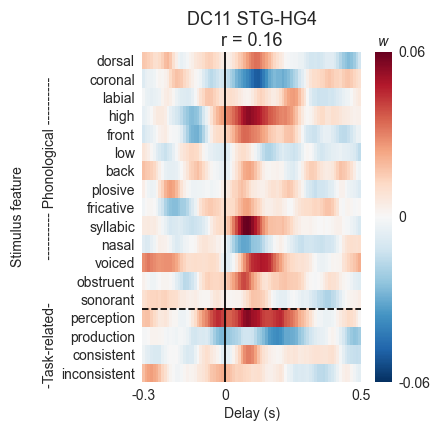 DC11 STG-HG4
r = 0.16
w
dorsal
coronal
labial
high
front
low
back
plosive
fricative
syllabic
nasal
voiced
obstruent
sonorant
perception
production
consistent
inconsistent
Stimulus feature
-Task-related- ---------- Phonological ----------
0.06
0
-0.06
-0.3 0 0.5
Delay (s)